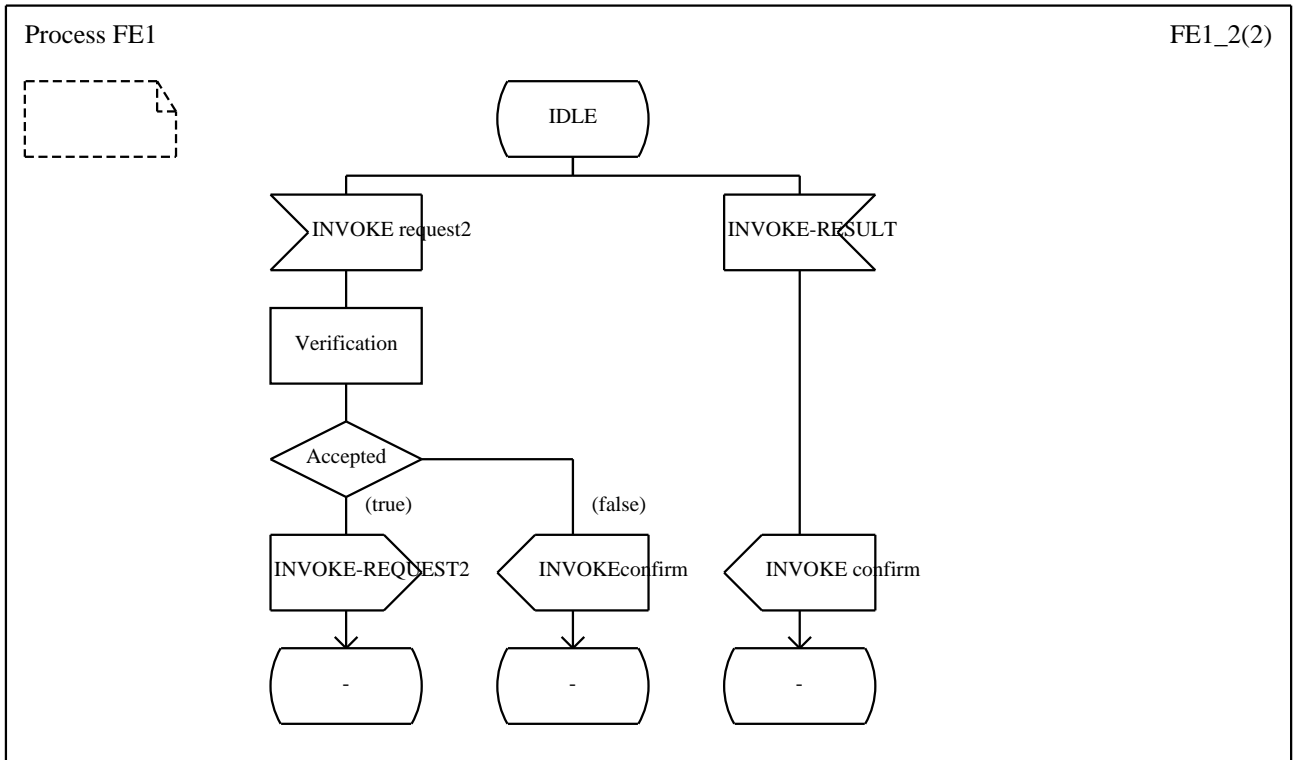 Process FE1
FE1_2(2)
IDLE
INVOKE request2
INVOKE-RESULT
Verification
Accepted
(true)
(false)
INVOKE-REQUEST2
INVOKEconfirm
INVOKE confirm
-
-
-